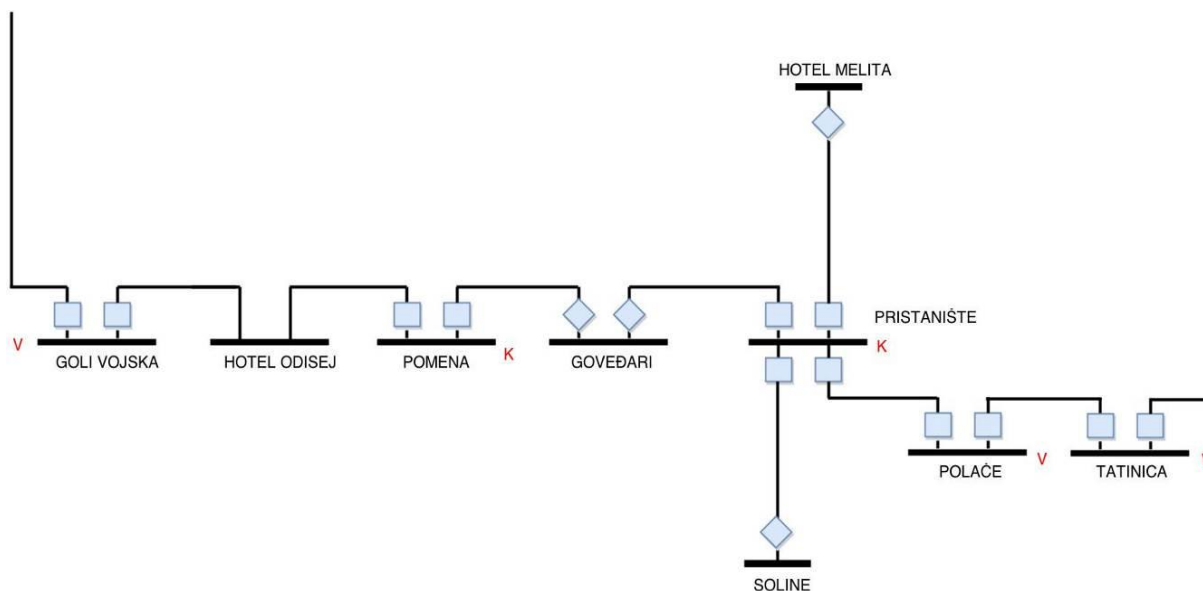 HOTEL MELITA
PRISTANIŠTE
V
GOLI VOJSKA
HOTEL ODISEJ
POMENA
K
GOVEĐARI
K
POLAČE
V
TATINICA
SOLINE